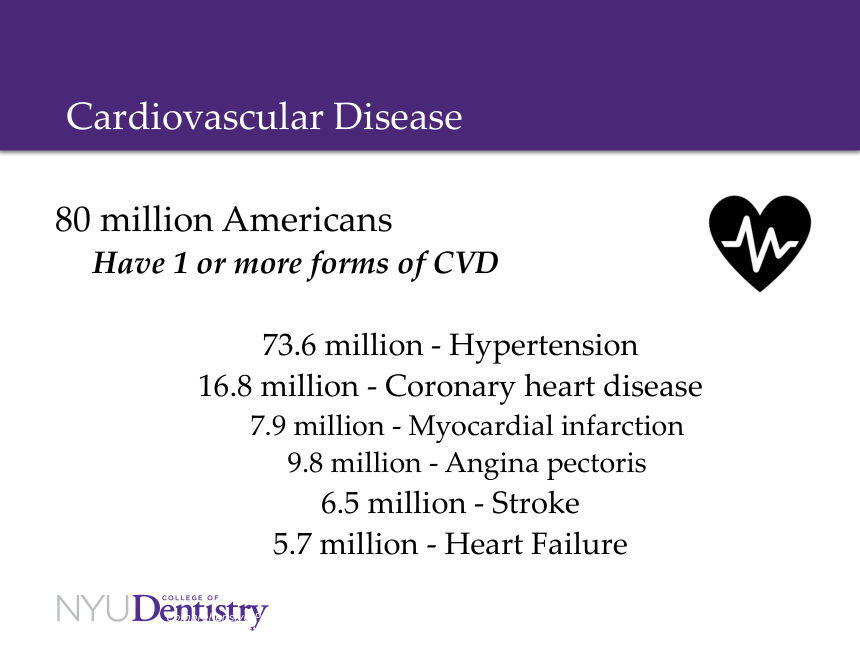 Cardiovascular Disease
80 million Americans
Have 1 or more forms of CVD
73.6 million - Hypertension
16.8 million - Coronary heart disease
7.9 million - Myocardial infarction
9.8 million - Angina pectoris
6.5 million - Stroke
5.7 million - Heart Failure
COLLEGE OF
NYU Dentistry